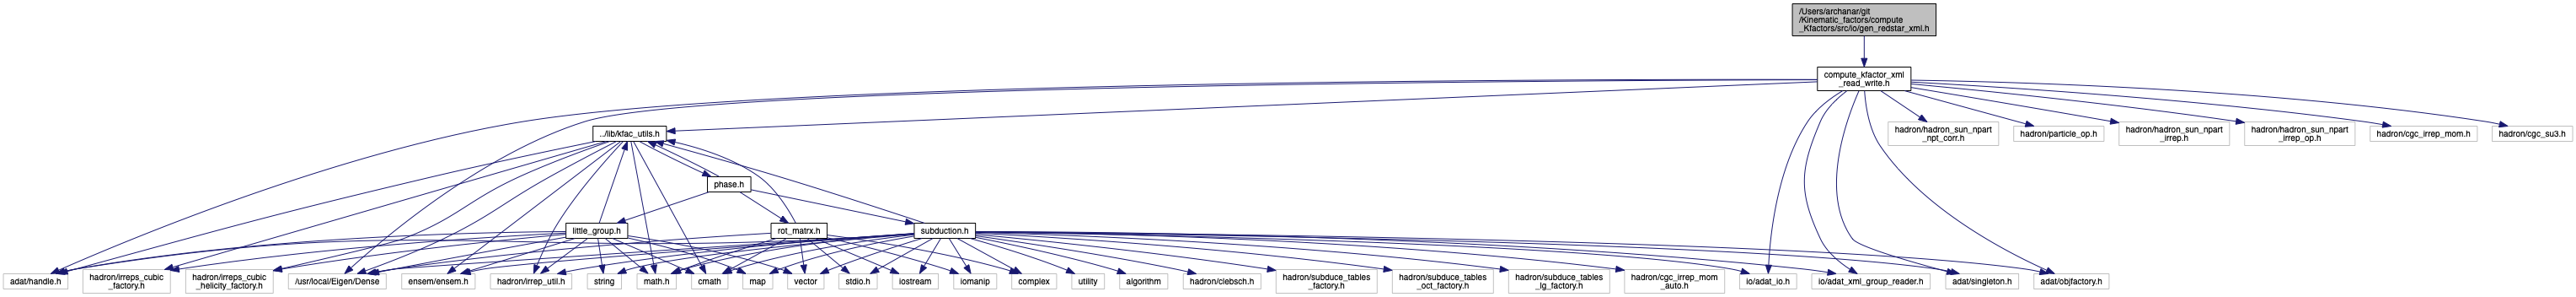 /Users/archanar/git
/Kinematic_factors/compute
_Kfactors/src/io/gen_redstar_xml.h
compute_kfactor_xml
_read_write.h
../lib/kfac_utils.h
hadron/hadron_sun_npart
_npt_corr.h
hadron/particle_op.h
hadron/hadron_sun_npart
_irrep.h
hadron/hadron_sun_npart
_irrep_op.h
hadron/cgc_irrep_mom.h
hadron/cgc_su3.h
phase.h
little_group.h
rot_matrx.h
subduction.h
adat/handle.h
hadron/irreps_cubic
_factory.h
hadron/irreps_cubic
_helicity_factory.h
/usr/local/Eigen/Dense
ensem/ensem.h
hadron/irrep_util.h
string
math.h
cmath
map
vector
stdio.h
iostream
iomanip
complex
utility
algorithm
hadron/clebsch.h
hadron/subduce_tables
_factory.h
hadron/subduce_tables
_oct_factory.h
hadron/subduce_tables
_lg_factory.h
hadron/cgc_irrep_mom
_auto.h
io/adat_io.h
io/adat_xml_group_reader.h
adat/singleton.h
adat/objfactory.h